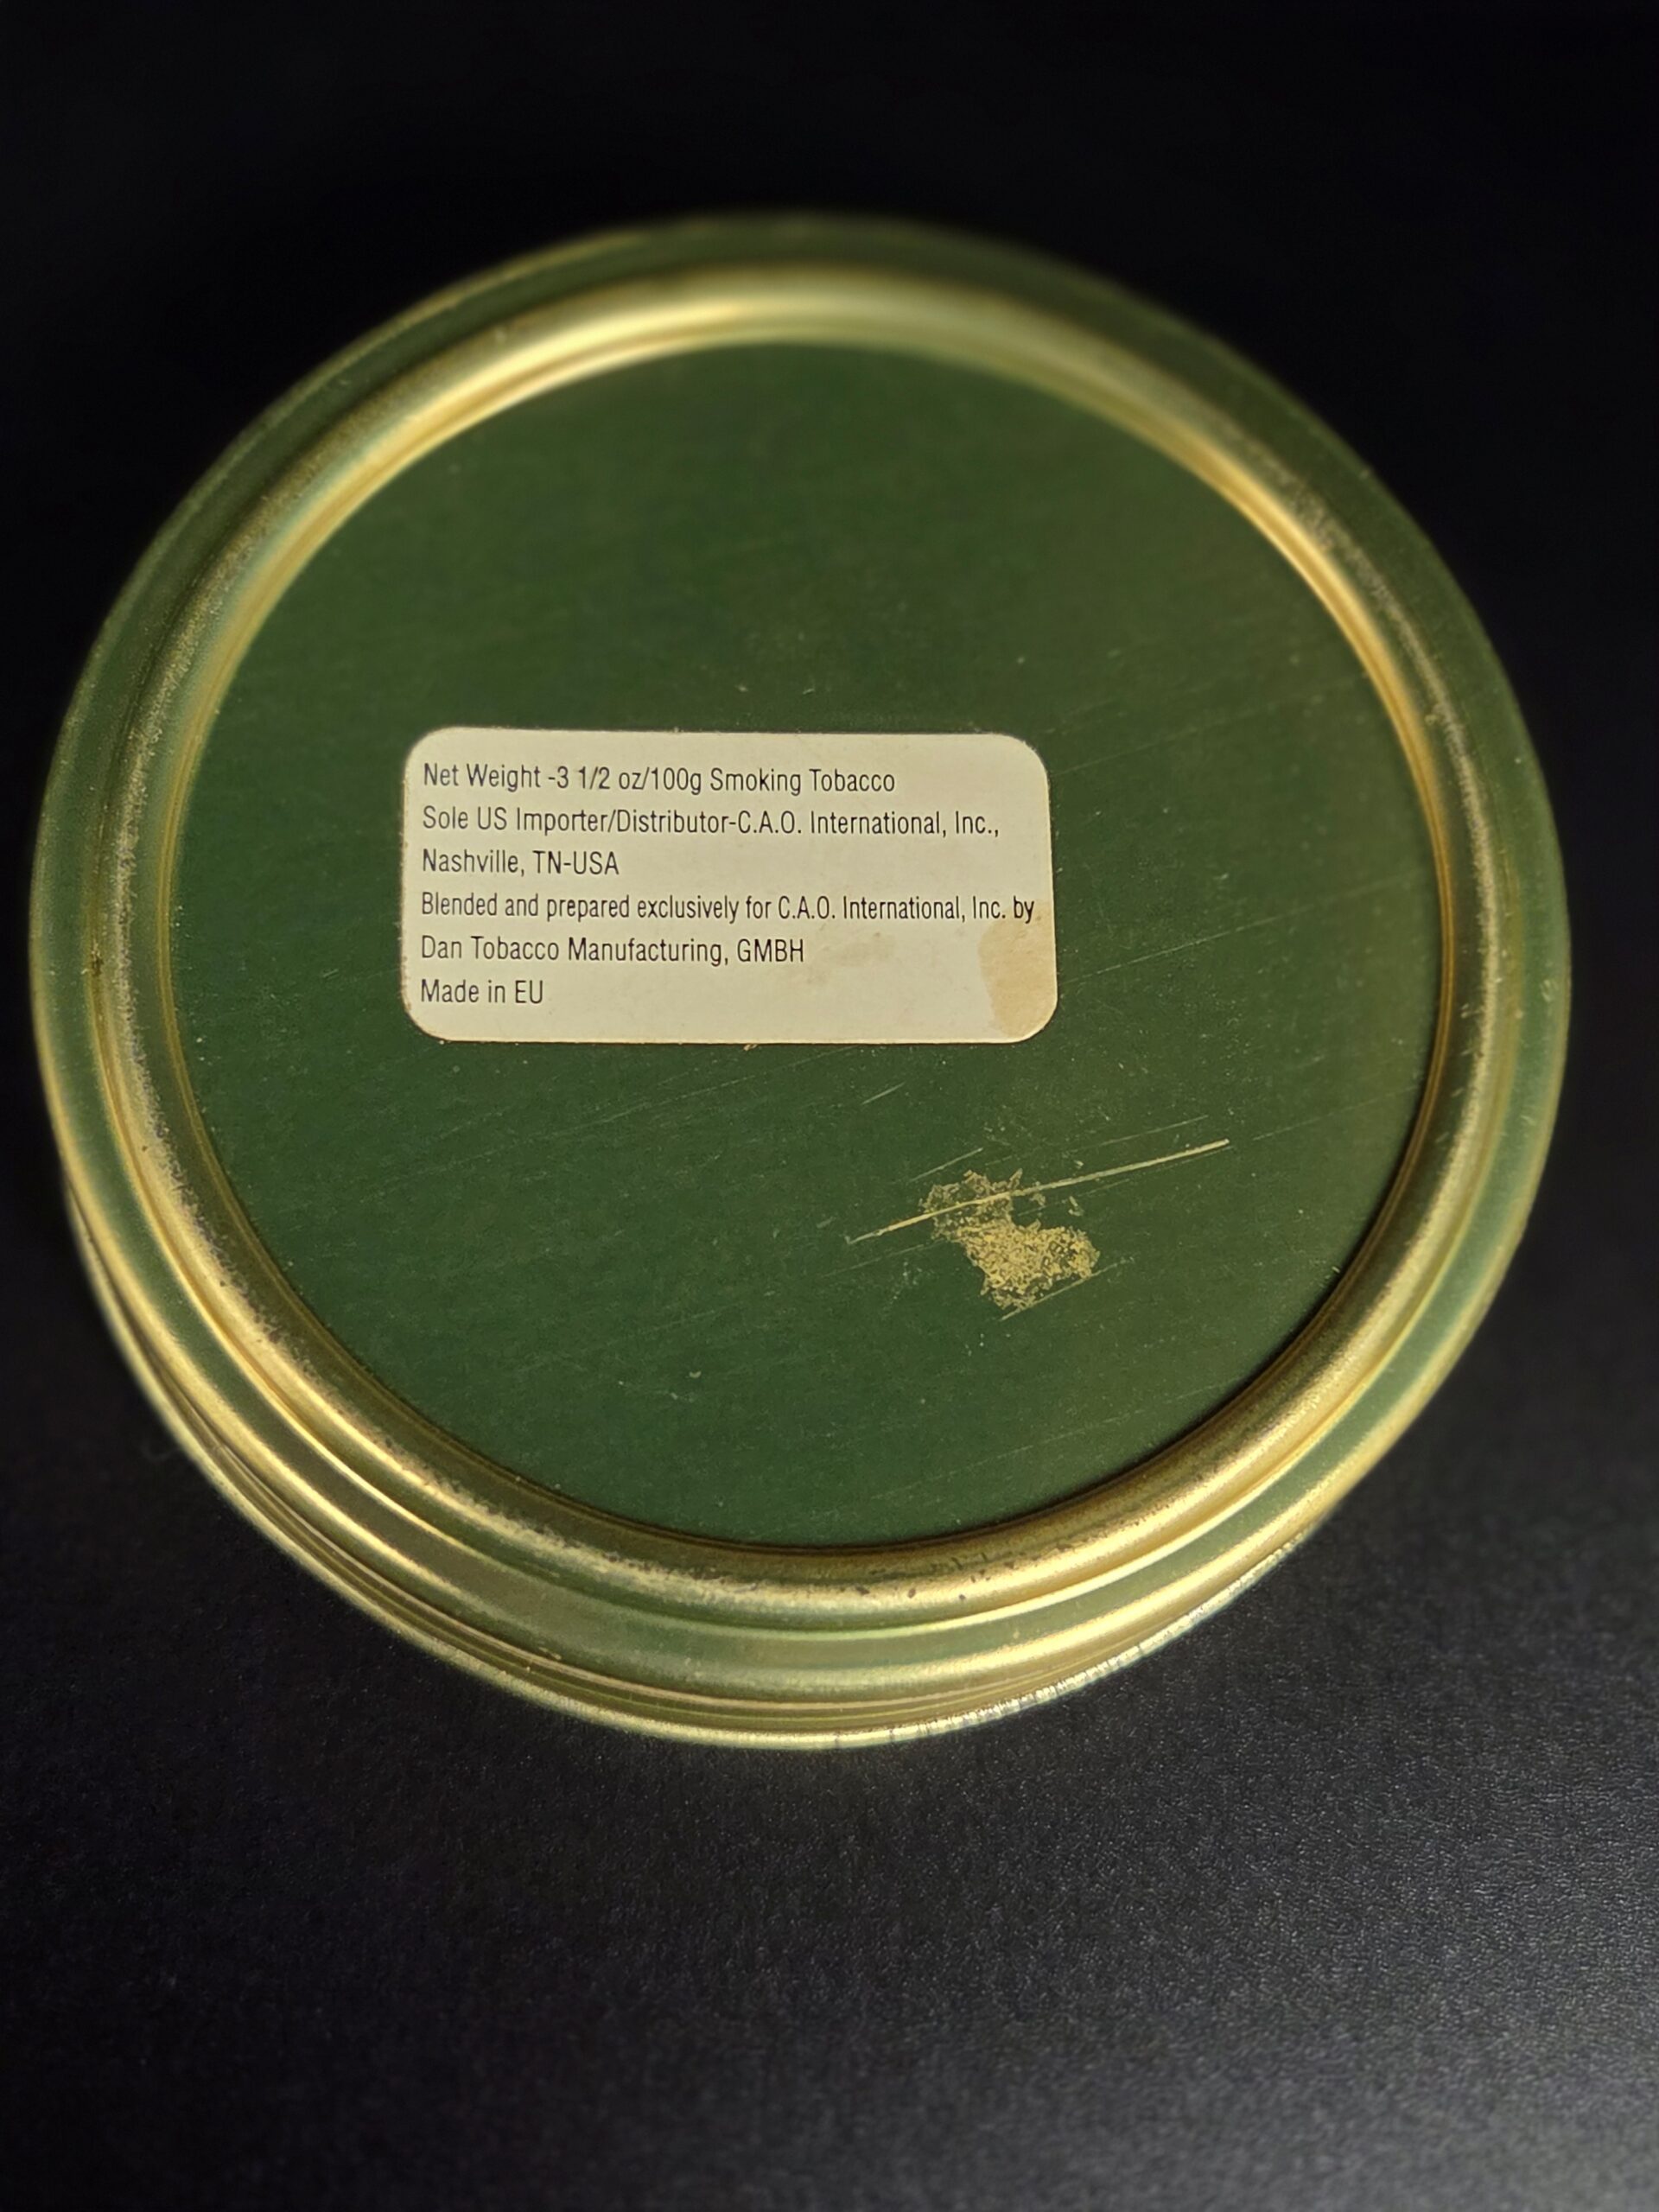 Net Weight -3 1/2 oz/100g Smoking Tobacco
Sole US Importer/Distributor-C.A.O. International, Inc.,
Nashville, TN-USA
Blended and prepared exclusively for C.A.O. International, Inc. by
Dan Tobacco Manufacturing, GMBH
Made in EU